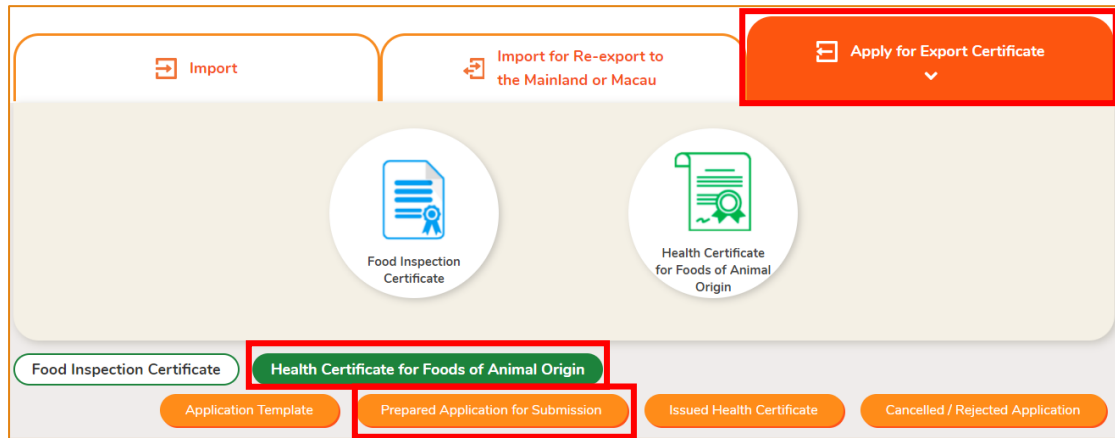 Import
Import for Re-export to
the Mainland or Macau
Apply for Export Certificate
Food Inspection
Certificate
Health Certificate
for Foods of Animal
Origin
Food Inspection Certificate
Health Certificate for Foods of Animal Origin
Application Template
Prepared Application for Submission
Issued Health Certificate
Cancelled / Rejected Application